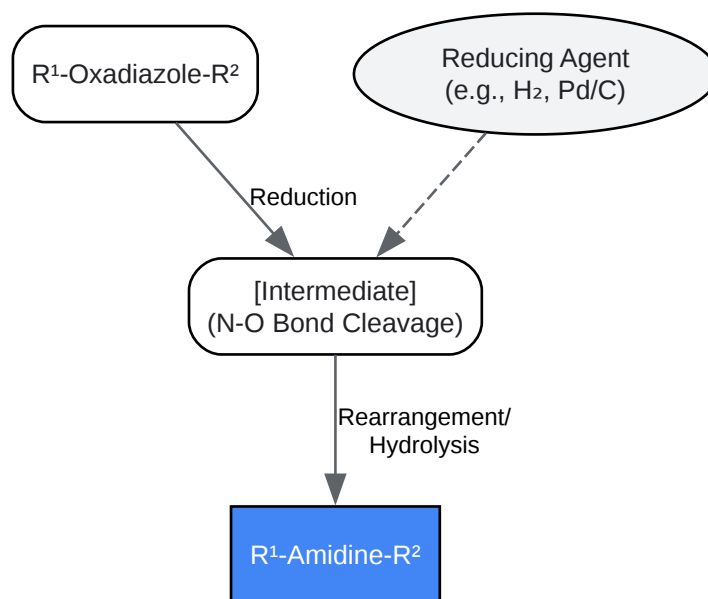 R¹-Oxadiazole-R²
Reducing Agent
(e.g., H₂, Pd/C)
Reduction
[Intermediate]
(N-O Bond Cleavage)
Rearrangement/
Hydrolysis
R¹-Amidine-R²